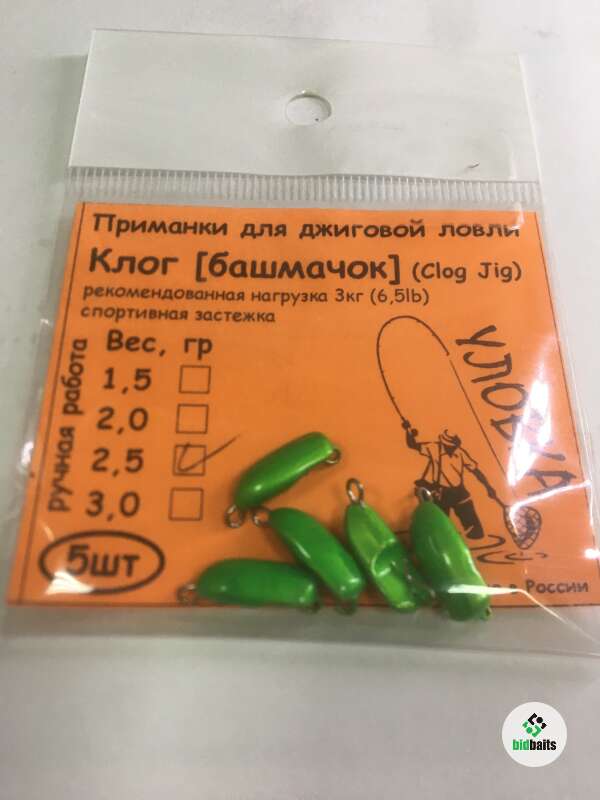 Приманки для джиговой ловли
Клог [башмачок] (Clog Jig)
рекомендованная нагрузка 3кг (6,5lb)
спортивная застежка
ручная работа
Вес, гр
1,5
2,0
2,5
3,0
5шт
УЛОВКА
в России
bidbaits